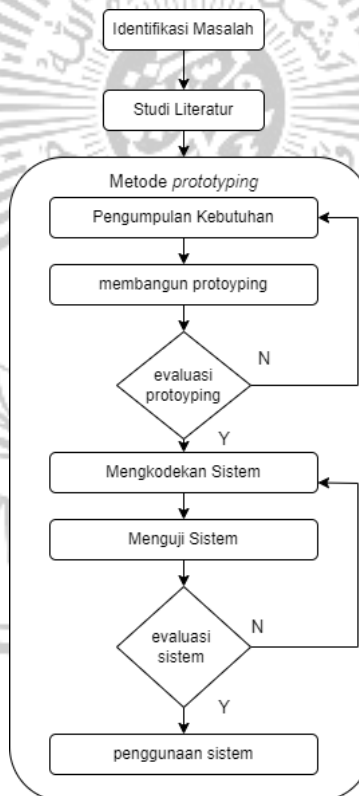 Identifikasi Masalah
Studi Literatur
Metode prototyping
Pengumpulan Kebutuhan
membangun protoyping
evaluasi
protoyping
N
Y
Mengkodekan Sistem
Menguji Sistem
evaluasi
sistem
N
Y
penggunaan sistem